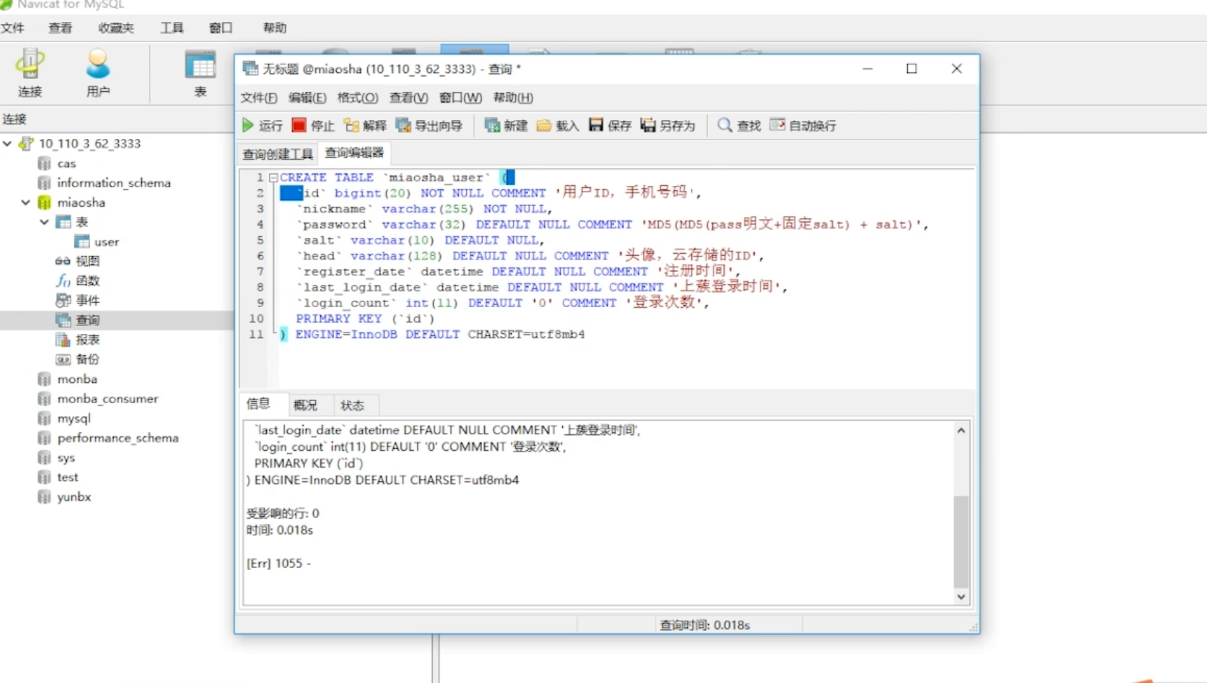 Navicat for MySQL
文件 查看 收藏夹 工具 窗口 帮助
连接 用户 表
连接
10_110_3_62_3333
cas
information_schema
miaosha
表
user
视图
函数
事件
查询
报表
备份
monba
monba_consumer
mysql
performance_schema
sys
test
yunbx
无标题 @miaosha (10_110_3_62_3333) - 查询 *
文件(F) 编辑(E) 格式(O) 查看(V) 窗口(W) 帮助(H)
运行 停止 解释 导出向导 新建 载入 保存 另存为 查找 自动换行
查询创建工具 查询编辑器
1 CREATE TABLE `miaosha_user` (
2 `id` bigint(20) NOT NULL COMMENT '用户ID，手机号码',
3 `nickname` varchar(255) NOT NULL,
4 `password` varchar(32) DEFAULT NULL COMMENT 'MD5(MD5(pass明文+固定salt) + salt)',
5 `salt` varchar(10) DEFAULT NULL,
6 `head` varchar(128) DEFAULT NULL COMMENT '头像，云存储的ID',
7 `register_date` datetime DEFAULT NULL COMMENT '注册时间',
8 `last_login_date` datetime DEFAULT NULL COMMENT '上蔟登录时间',
9 `login_count` int(11) DEFAULT '0' COMMENT '登录次数',
10 PRIMARY KEY (`id`)
11 ) ENGINE=InnoDB DEFAULT CHARSET=utf8mb4
信息 概况 状态
`last_login_date` datetime DEFAULT NULL COMMENT '上蔟登录时间',
`login_count` int(11) DEFAULT '0' COMMENT '登录次数',
PRIMARY KEY (`id`)
) ENGINE=InnoDB DEFAULT CHARSET=utf8mb4
受影响的行: 0
时间: 0.018s
[Err] 1055 -
查询时间: 0.018s